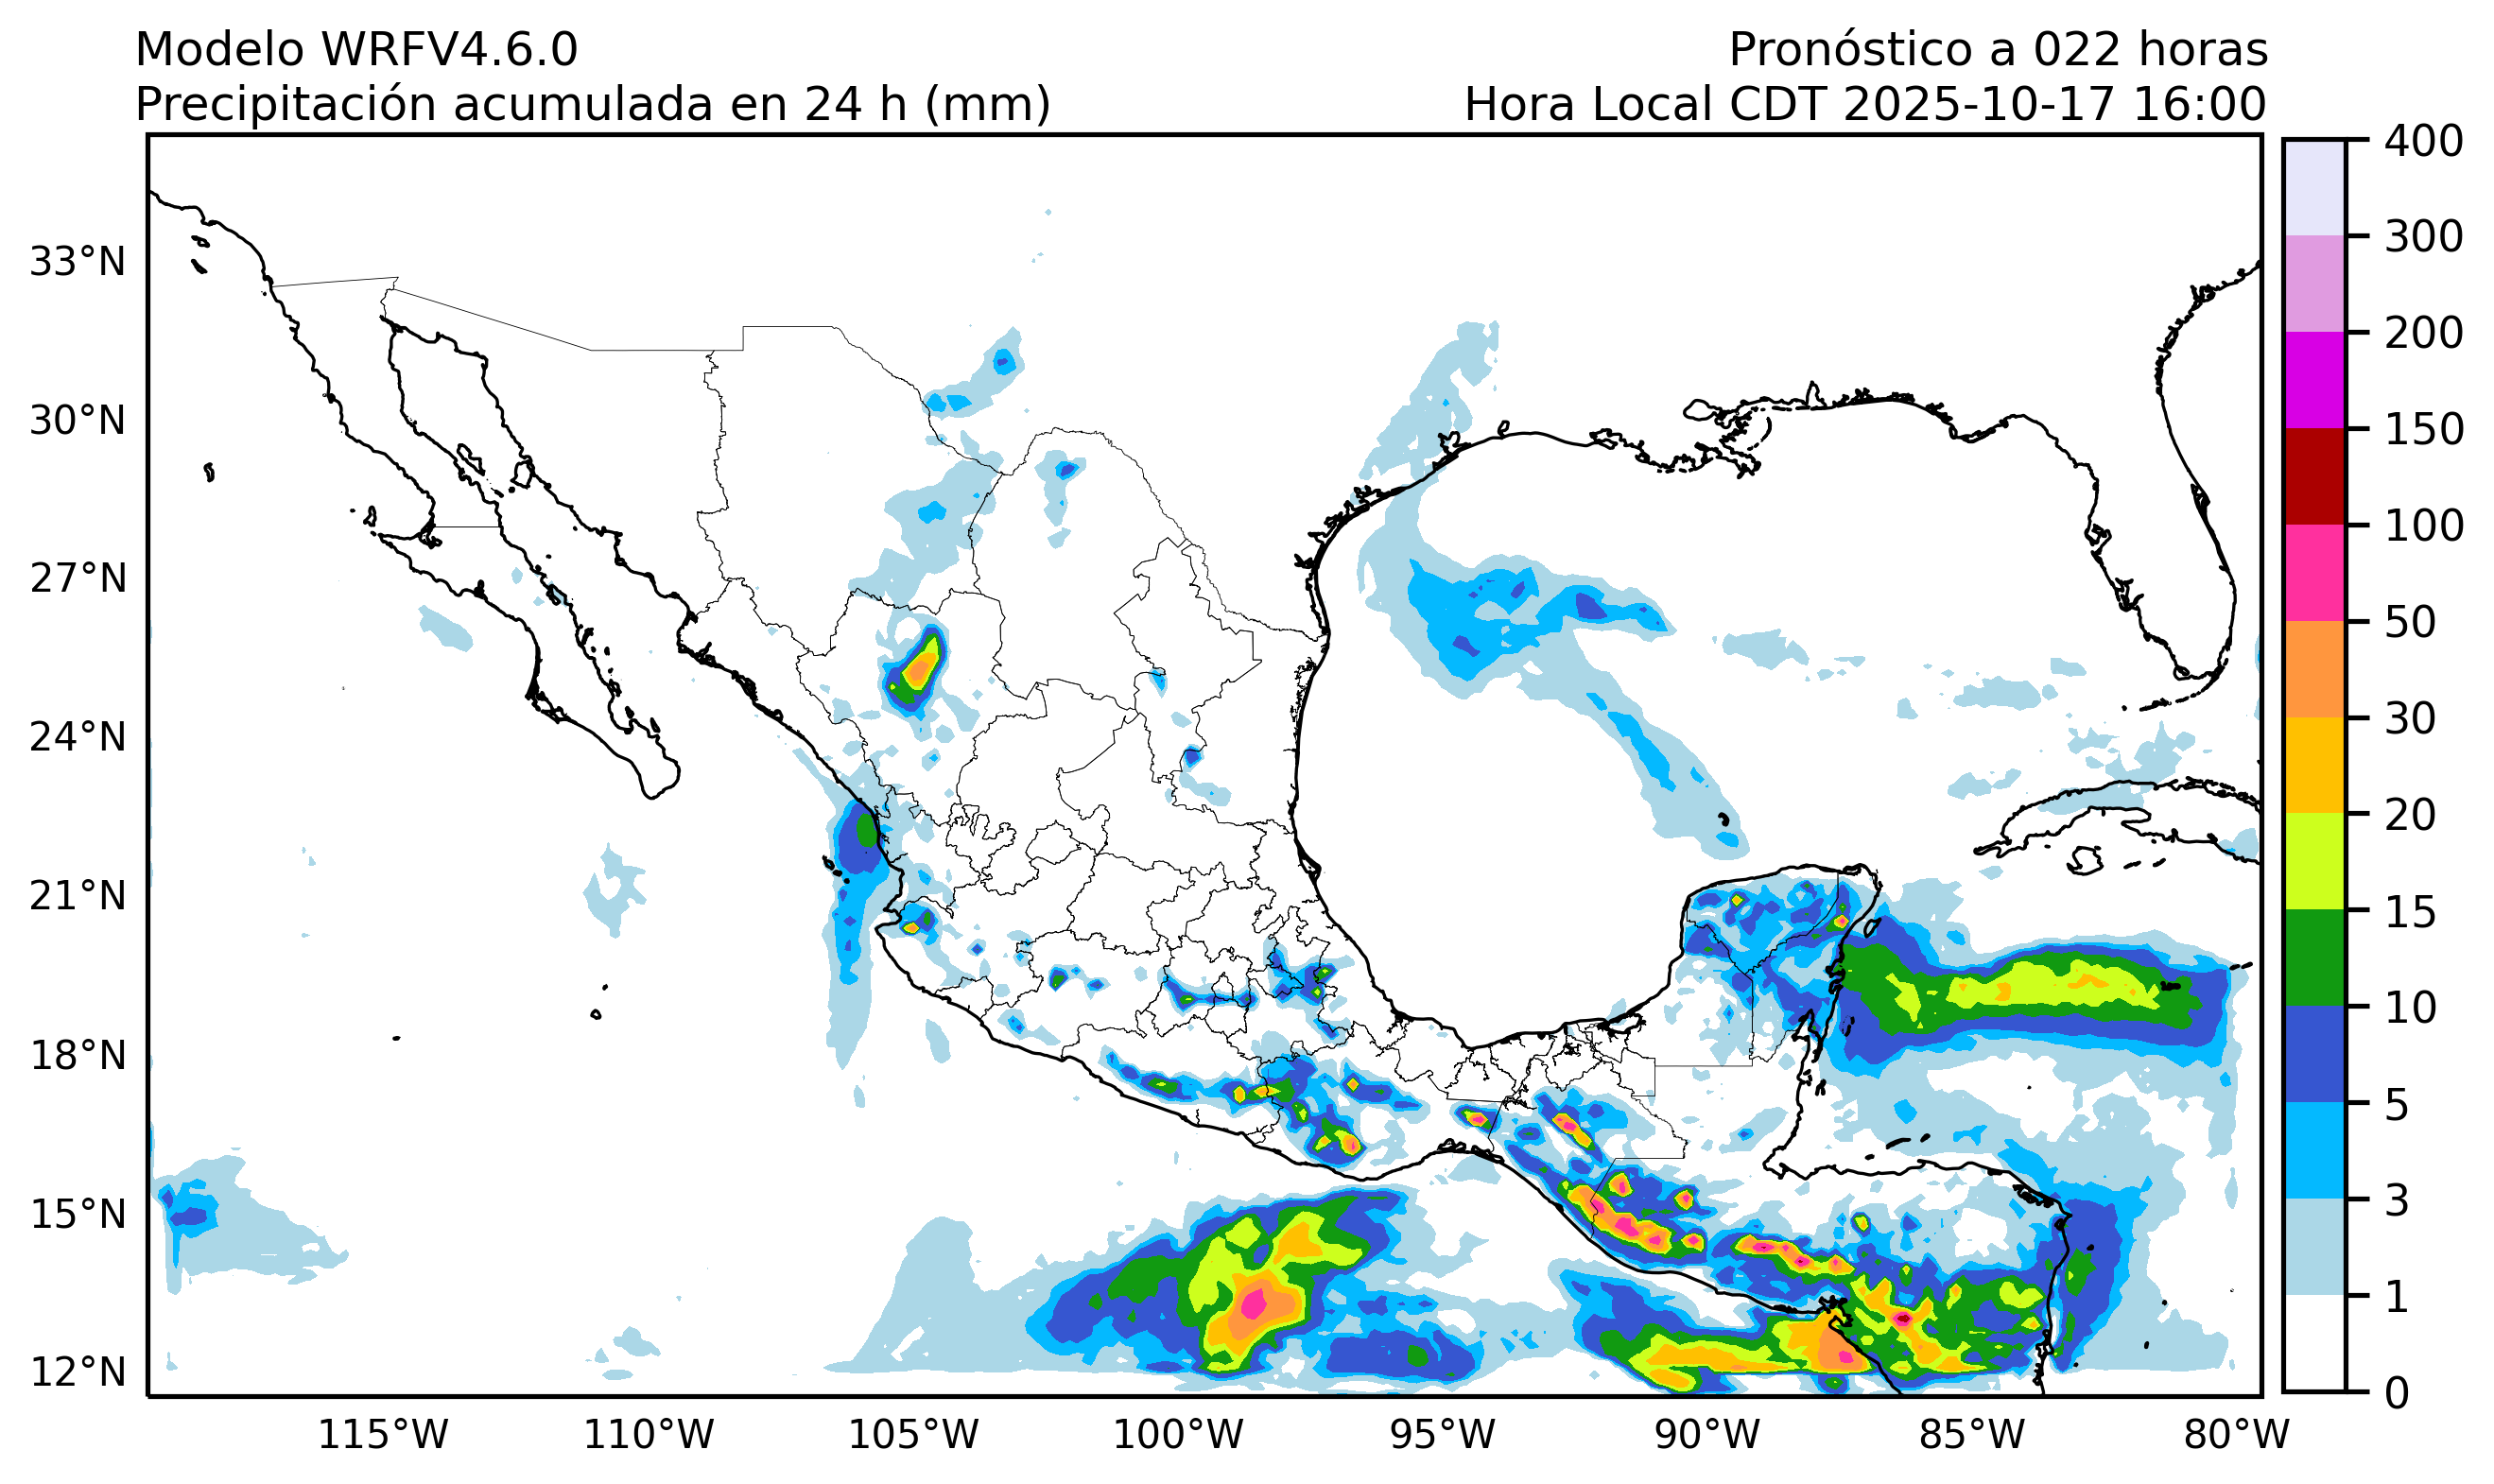 Modelo WRFV4.6.0
Pronóstico a 022 horas
Precipitación acumulada en 24 h (mm)
Hora Local CDT 2025-10-17 16:00
33°N
30°N
27°N
24°N
21°N
18°N
15°N
12°N
115°W
110°W
105°W
100°W
95°W
90°W
85°W
80°W
400
300
200
150
100
50
30
20
15
10
5
3
1
0